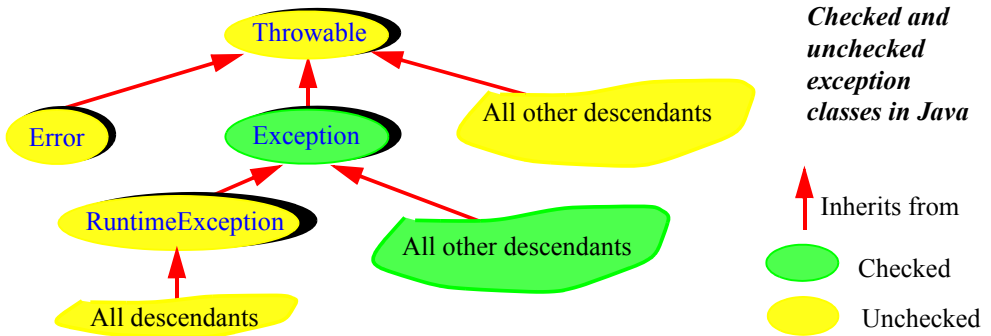 Throwable
Checked and
unchecked
exception
classes in Java
Error
Exception
All other descendants
RuntimeException
All other descendants
All descendants
Inherits from
Checked
Unchecked